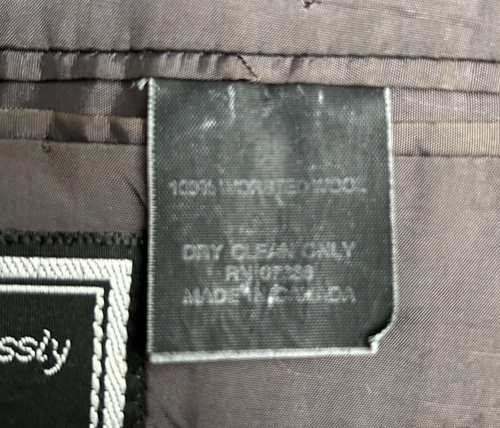 100% WORSTED WOOL
DRY CLEAN ONLY
RN
MADE IN CANADA